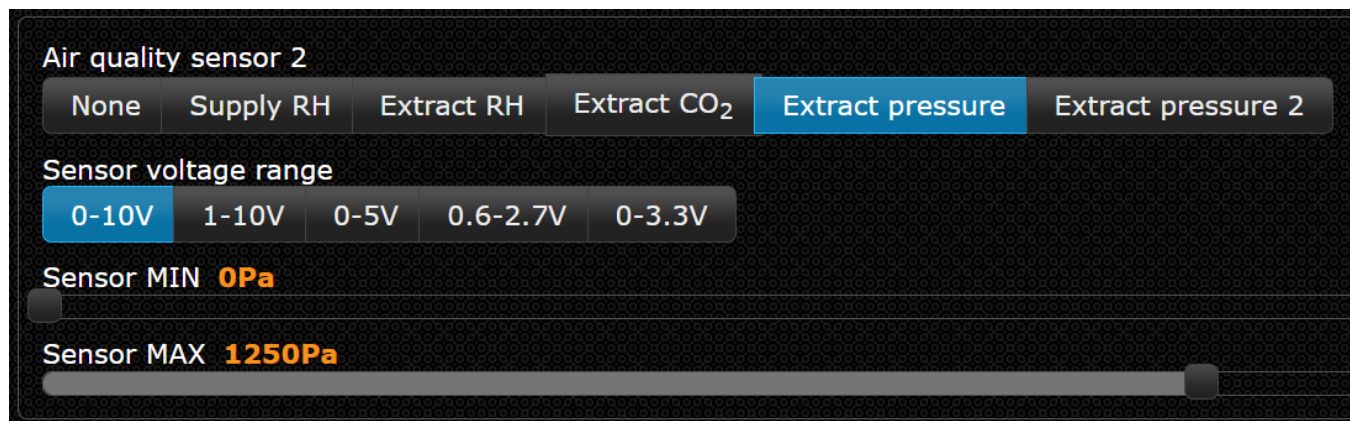 Air quality sensor 2
None Supply RH Extract RH Extract CO₂ Extract pressure Extract pressure 2
Sensor voltage range
0-10V 1-10V 0-5V 0.6-2.7V 0-3.3V
Sensor MIN 0Pa
Sensor MAX 1250Pa